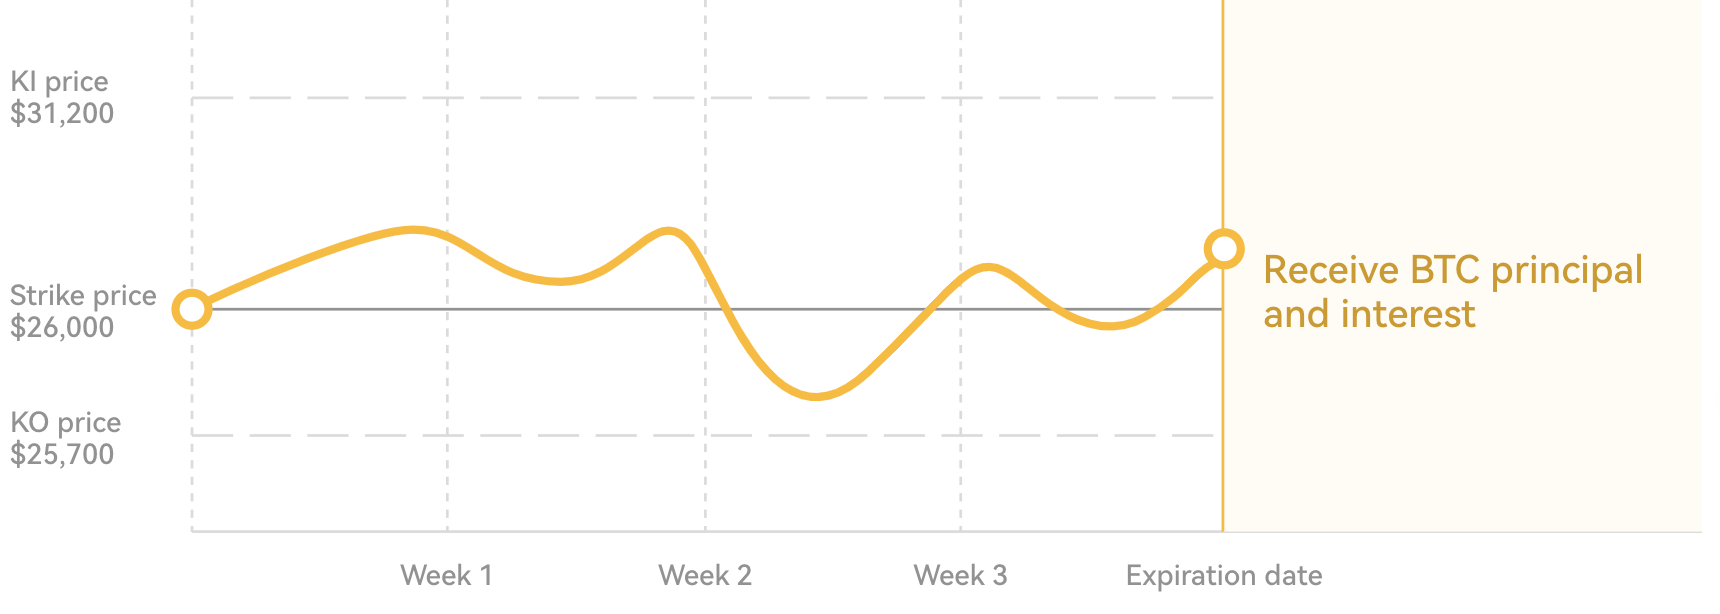 KI price
$31,200
Strike price
$26,000
KO price
$25,700
Receive BTC principal
and interest
Week 1
Week 2
Week 3
Expiration date